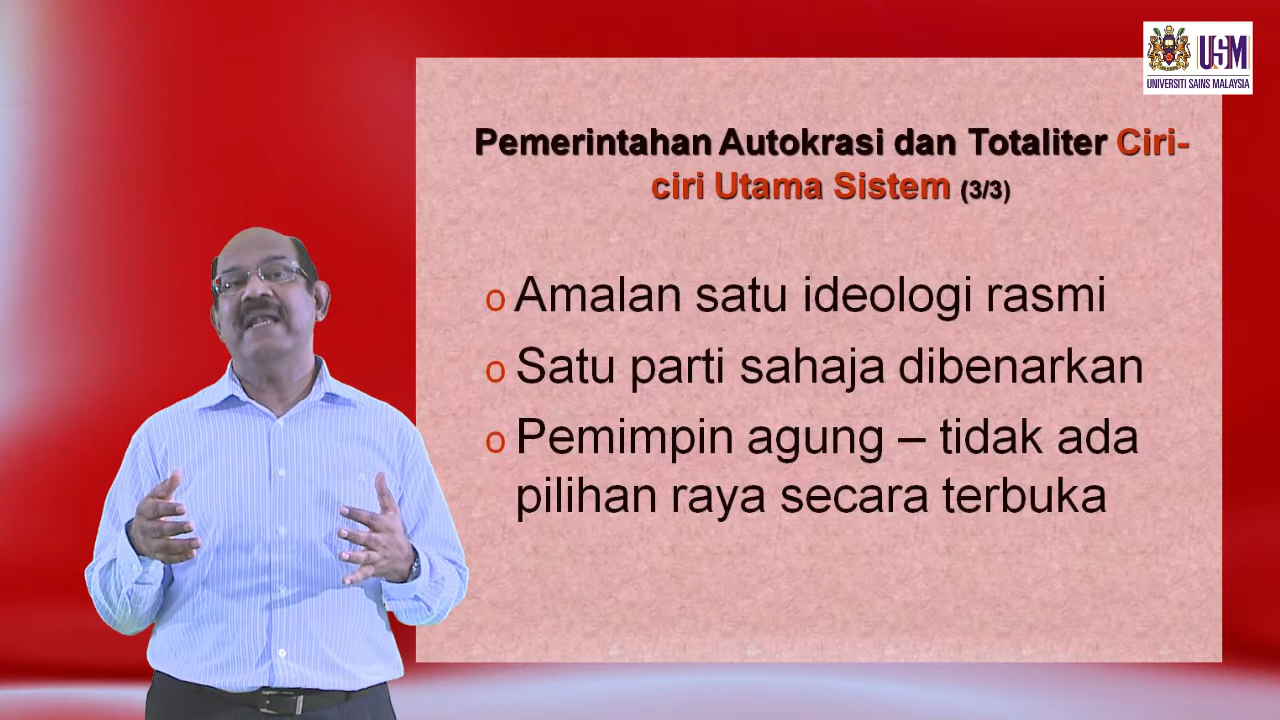 USM
UNIVERSITI SAINS MALAYSIA
Pemerintahan Autokrasi dan Totaliter Ciri-
ciri Utama Sistem (3/3)
o Amalan satu ideologi rasmi
o Satu parti sahaja dibenarkan
o Pemimpin agung – tidak ada
pilihan raya secara terbuka